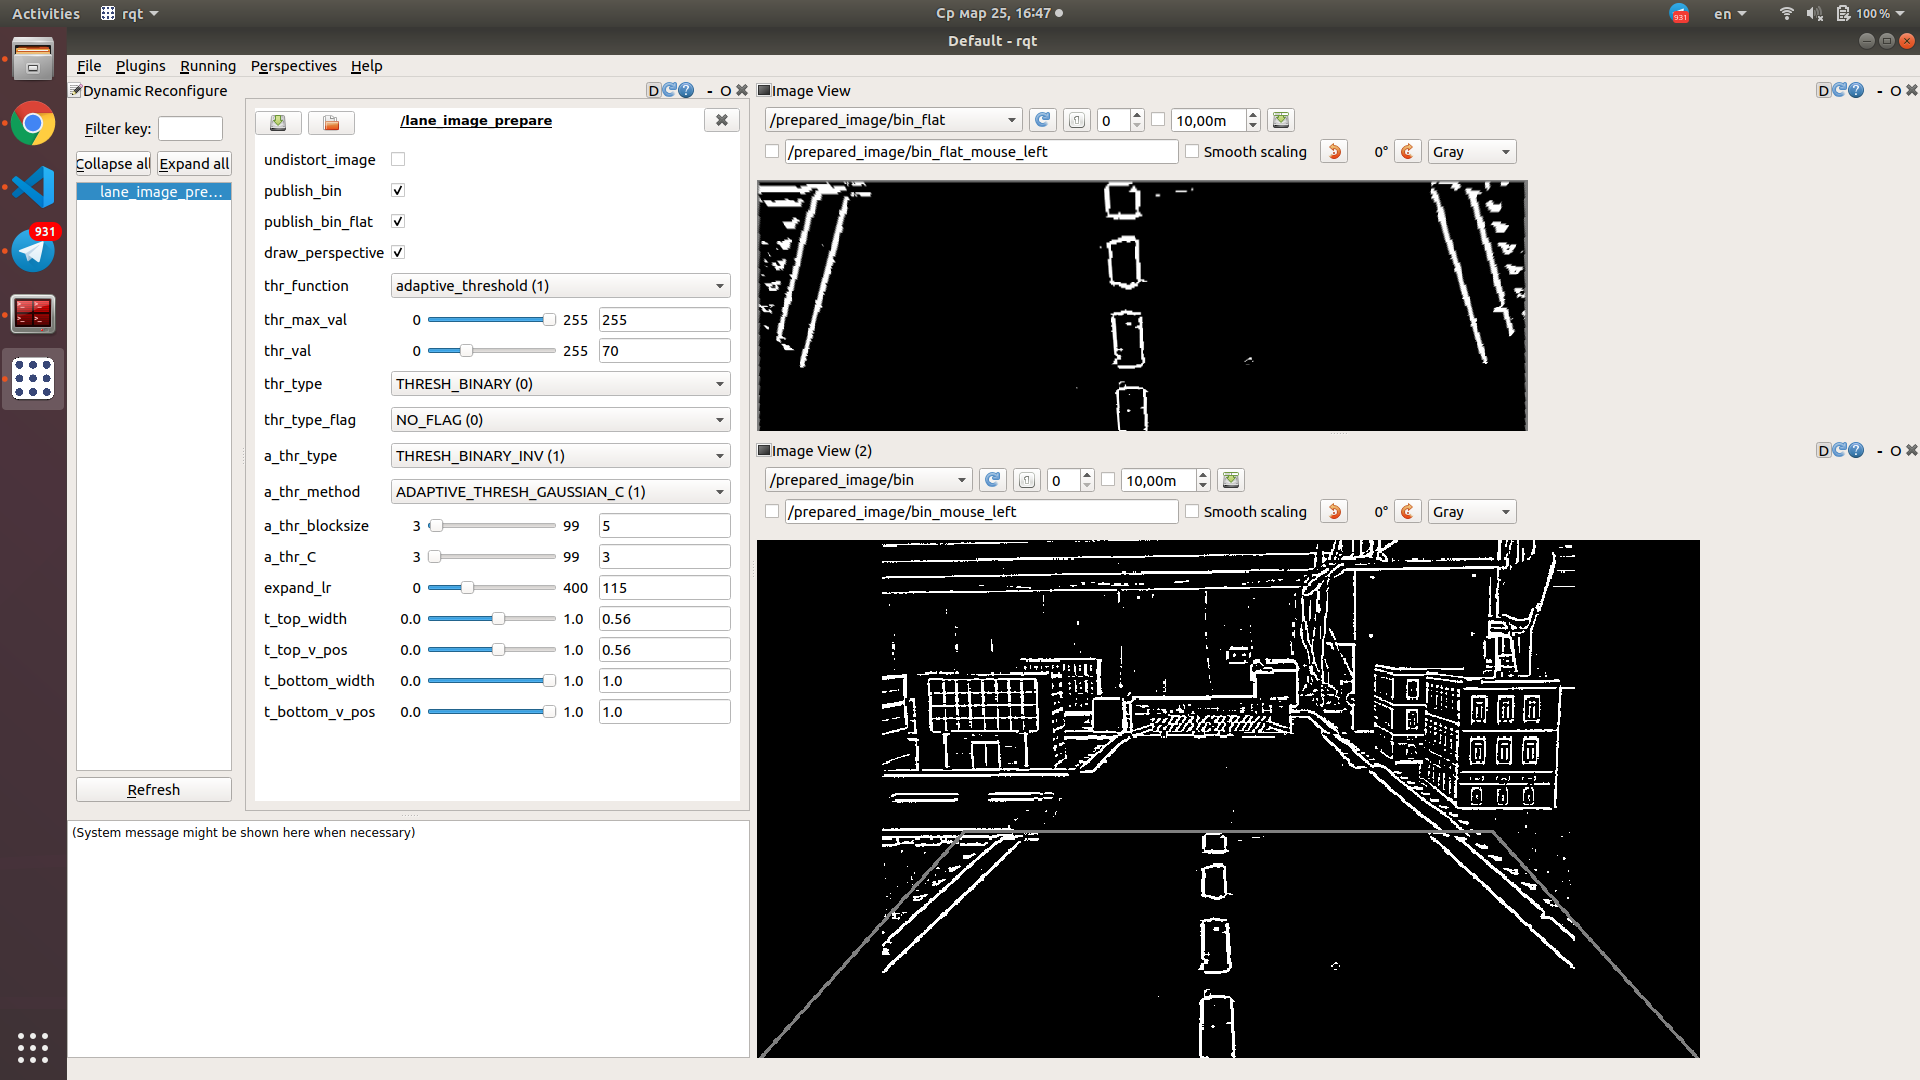 Activities
rqt
Ср мар 25, 16:47
931
en
100 %
Default - rqt
File Plugins Running Perspectives Help
Dynamic Reconfigure
D
- O
Filter key:
Collapse all
Expand all
lane_image_pre...
Refresh
931
/lane_image_prepare
undistort_image
publish_bin
publish_bin_flat
draw_perspective
thr_function adaptive_threshold (1)
thr_max_val 0 255 255
thr_val 0 255 70
thr_type THRESH_BINARY (0)
thr_type_flag NO_FLAG (0)
a_thr_type THRESH_BINARY_INV (1)
a_thr_method ADAPTIVE_THRESH_GAUSSIAN_C (1)
a_thr_blocksize 3 99 5
a_thr_C 3 99 3
expand_lr 0 400 115
t_top_width 0.0 1.0 0.56
t_top_v_pos 0.0 1.0 0.56
t_bottom_width 0.0 1.0 1.0
t_bottom_v_pos 0.0 1.0 1.0
(System message might be shown here when necessary)
Image View
D
- O
/prepared_image/bin_flat
0
10,00m
/prepared_image/bin_flat_mouse_left
Smooth scaling
0°
Gray
Image View (2)
D
- O
/prepared_image/bin
0
10,00m
/prepared_image/bin_mouse_left
Smooth scaling
0°
Gray